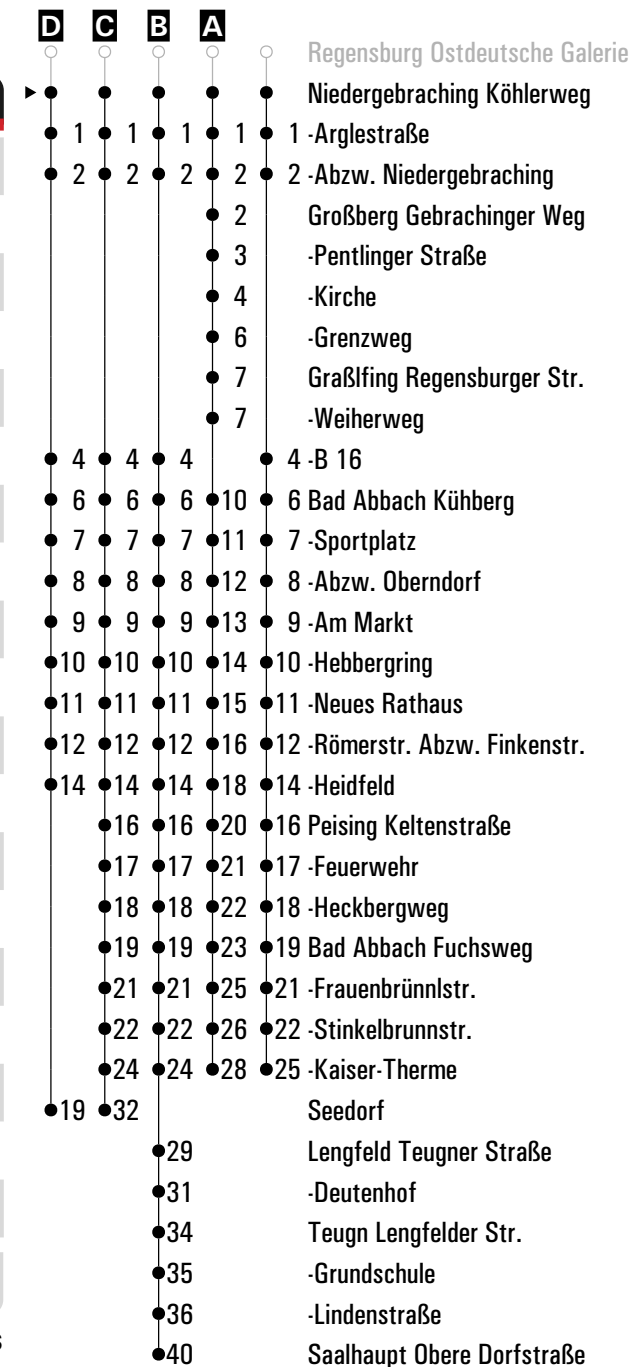 D C B A
Regensburg Ostdeutsche Galerie
Niedergebraching Köhlerweg
1 1 1 1 1 -Arglestraße
2 2 2 2 2 -Abzw. Niedergebraching
2 Großberg Gebrachinger Weg
3 -Pentlinger Straße
4 -Kirche
6 -Grenzweg
7 Graßlfing Regensburger Str.
7 -Weiherweg
4 4 4 4 -B 16
6 6 6 10 6 Bad Abbach Kühberg
7 7 7 11 7 -Sportplatz
8 8 8 12 8 -Abzw. Oberndorf
9 9 9 13 9 -Am Markt
10 10 10 14 10 -Hebbergring
11 11 11 15 11 -Neues Rathaus
12 12 12 16 12 -Römerstr. Abzw. Finkenstr.
14 14 14 18 14 -Heidfeld
16 16 20 16 Peising Keltenstraße
17 17 21 17 -Feuerwehr
18 18 22 18 -Heckbergweg
19 19 23 19 Bad Abbach Fuchsweg
21 21 25 21 -Frauenbrünnlstr.
22 22 26 22 -Stinkelbrunnstr.
24 24 28 25 -Kaiser-Therme
19 32 Seedorf
29 Lengfeld Teugner Straße
31 -Deutenhof
34 Teugn Lengfelder Str.
35 -Grundschule
36 -Lindenstraße
40 Saalhaupt Obere Dorfstraße